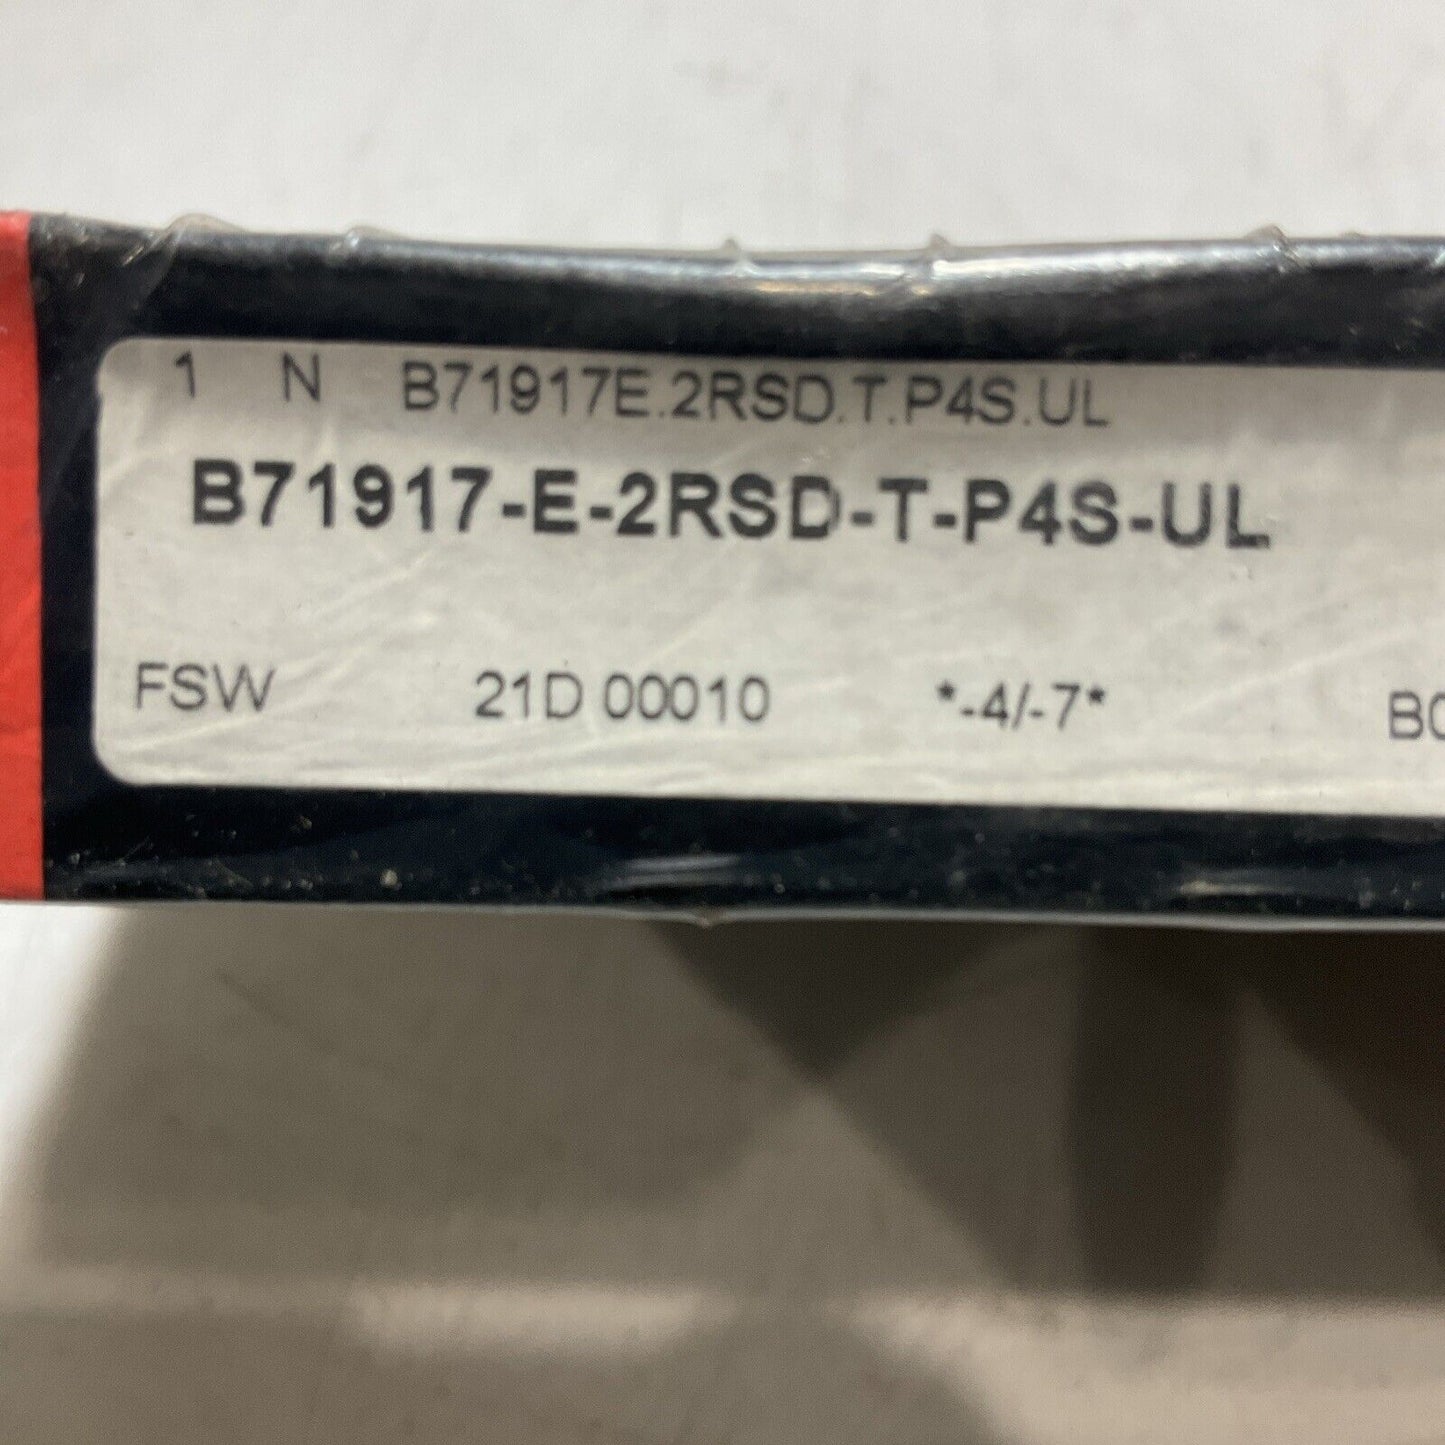 1 N B71917E.2RSD.T.P4S.UL
B71917-E-2RSD-T-P4S-UL
FSW 21D 00010 *-4/-7*